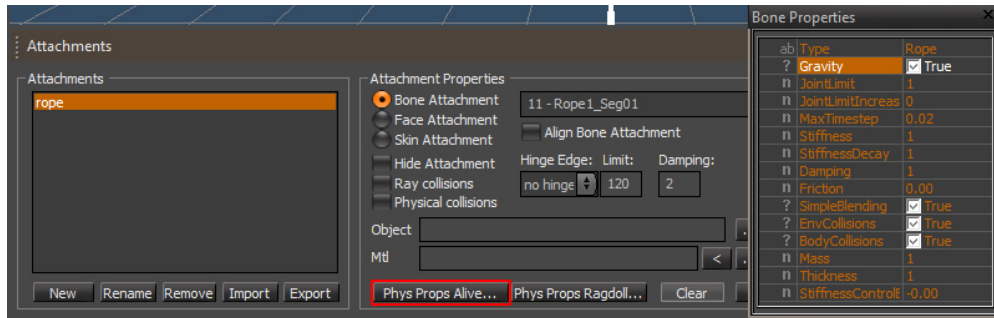 Bone Properties
Attachments
Attachments
rope
New Rename Remove Import Export
Attachment Properties
Bone Attachment 11 - Rope1_Seg01
Face Attachment
Skin Attachment Align Bone Attachment
Hide Attachment Hinge Edge: Limit: Damping:
Ray collisions no hinge 120 2
Physical collisions
Object
Mtl <
Phys Props Alive... Phys Props Ragdoll... Clear
ab Type Rope
? Gravity True
n JointLimit 1
n JointLimitIncreas 0
n MaxTimestep 0.02
n Stiffness 1
n StiffnessDecay 1
n Damping 1
n Friction 0.00
? SimpleBlending True
? EnvCollisions True
? BodyCollisions True
n Mass 1
n Thickness 1
n StiffnessControlE -0.00